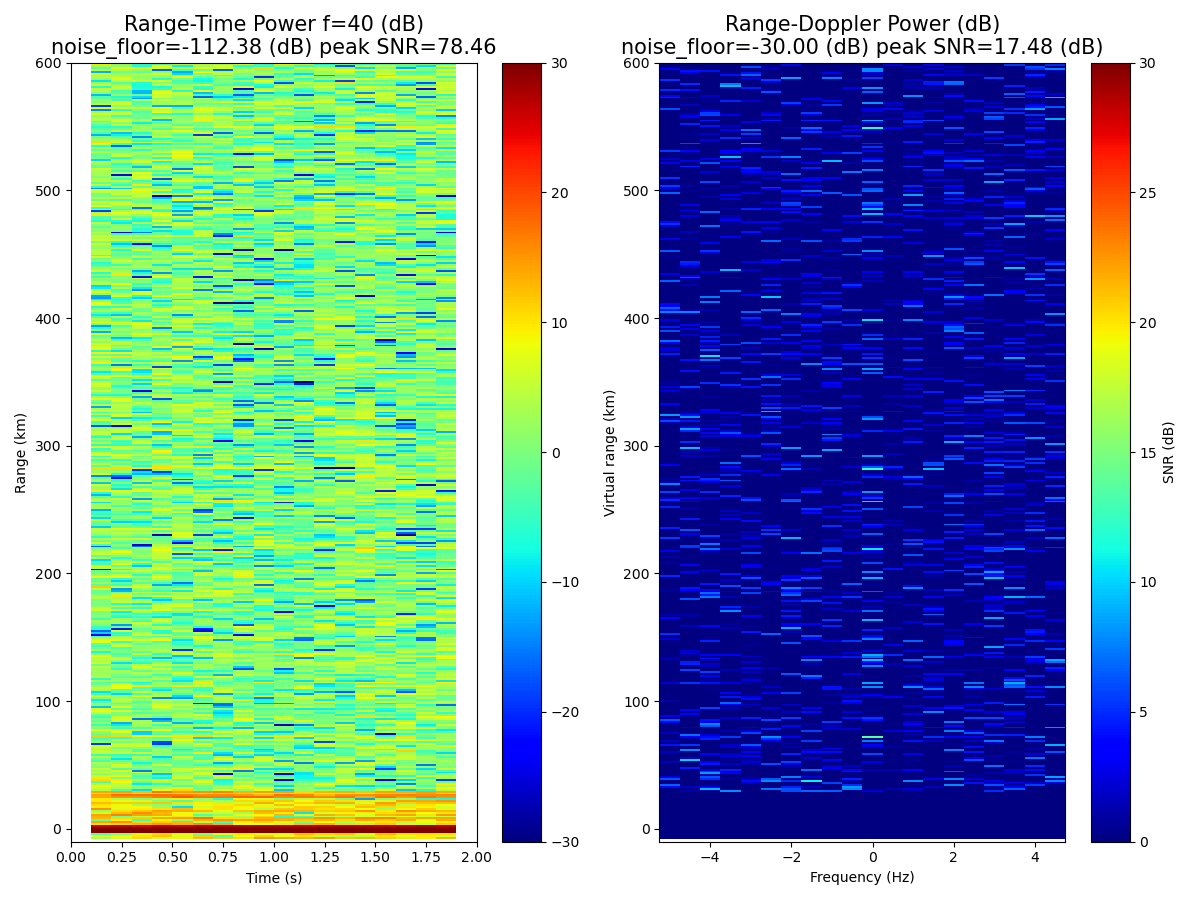 Range-Time Power f=40 (dB)
noise_floor=-112.38 (dB) peak SNR=78.46
600
500
400
300
200
100
0
Range (km)
0.00 0.25 0.50 0.75 1.00 1.25 1.50 1.75 2.00
Time (s)
30
20
10
0
−10
−20
−30
Range-Doppler Power (dB)
noise_floor=-30.00 (dB) peak SNR=17.48 (dB)
600
500
400
300
200
100
0
Virtual range (km)
−4 −2 0 2 4
Frequency (Hz)
30
25
20
15
10
5
0
SNR (dB)